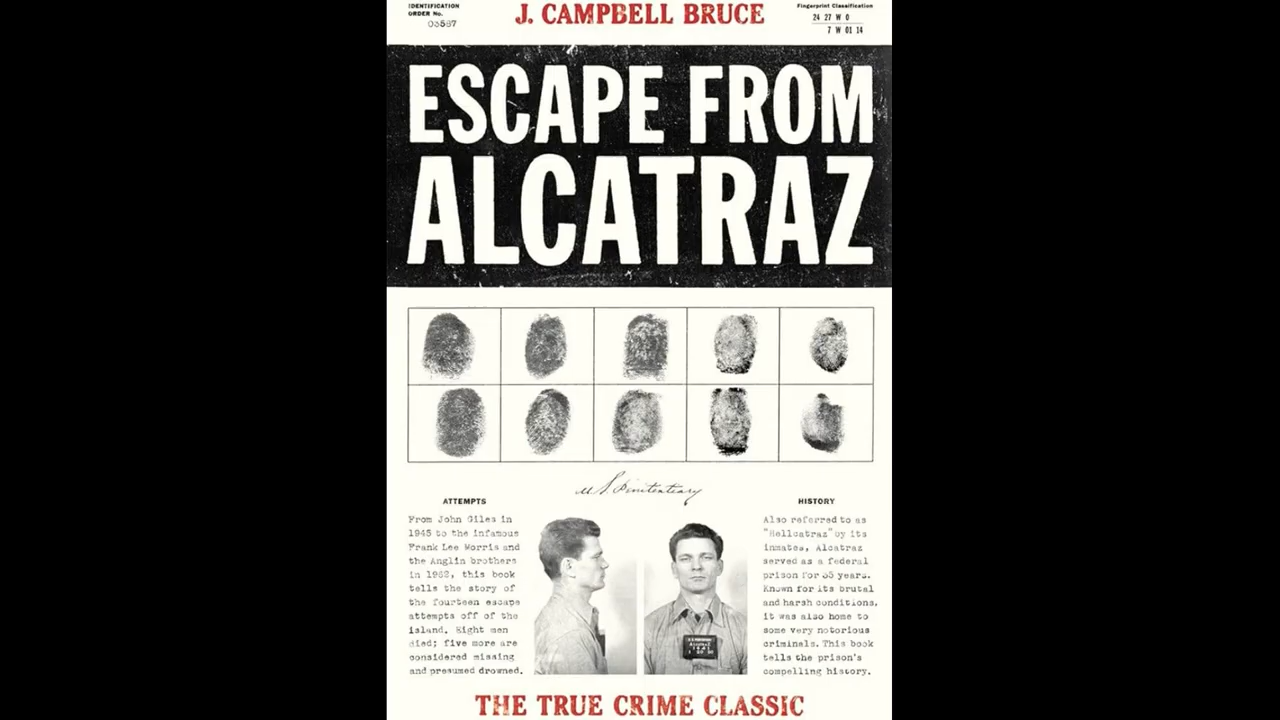 IDENTIFICATION
ORDER No.
03587
J. CAMPBELL BRUCE
Fingerprint Classification
24 27 W 0
7 W 01 14
ESCAPE FROM
ALCATRAZ
U S Penitentiary
ATTEMPTS
From John Giles in
1945 to the infamous
Frank Lee Morris and
the Anglin brothers
in 1962, this book
tells the story of
the fourteen escape
attempts off of the
island. Eight men
died; five more are
considered missing
and presumed drowned.
HISTORY
Also referred to as
"Hellcatraz" by its
inmates, Alcatraz
served as a federal
prison for 35 years.
Known for its brutal
and harsh conditions,
it was also home to
some very notorious
criminals. This book
tells the prison's
compelling history.
ALCATRAZ
1441
THE TRUE CRIME CLASSIC